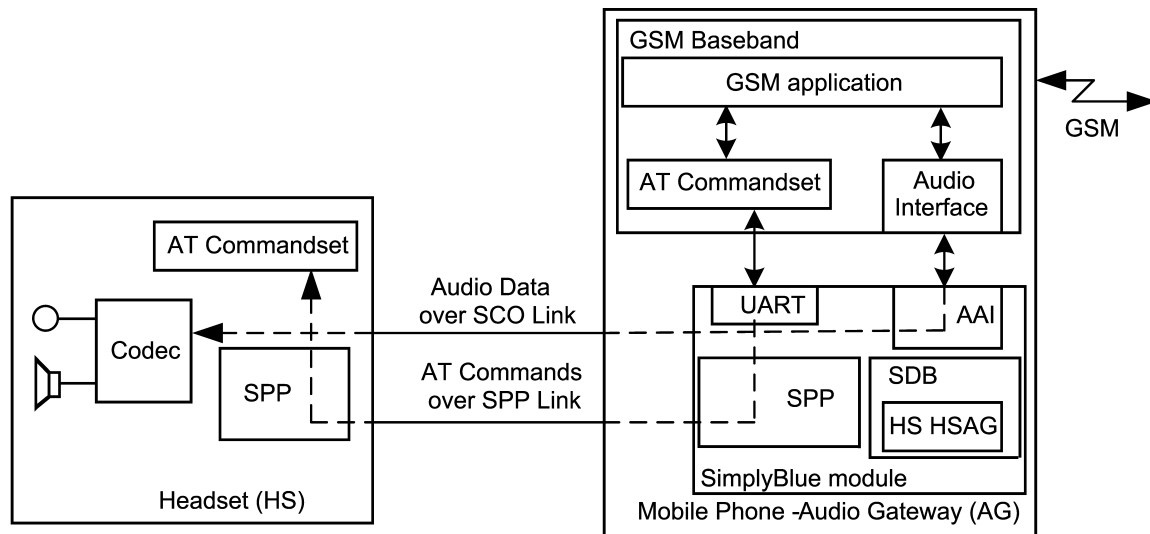 GSM Baseband
GSM application
GSM
AT Commandset
Audio
Interface
AT Commandset
Audio Data
over SCO Link
UART
AAI
Codec
SPP
AT Commands
over SPP Link
SPP
SDB
HS HSAG
SimplyBlue module
Headset (HS)
Mobile Phone -Audio Gateway (AG)